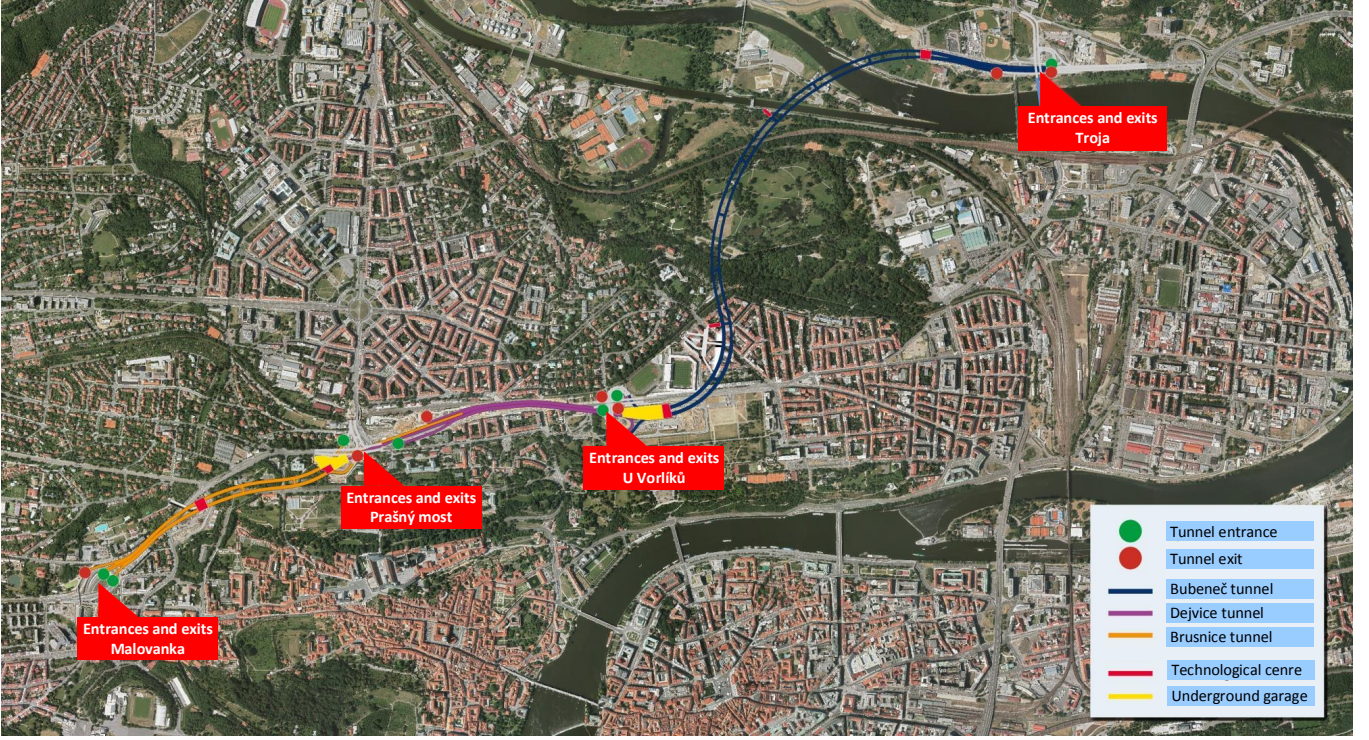 Entrances and exits
Troja
Entrances and exits
U Vorlíků
Entrances and exits
Prašný most
Entrances and exits
Malovanka
Tunnel entrance
Tunnel exit
Bubeneč tunnel
Dejvice tunnel
Brusnice tunnel
Technological cenre
Underground garage